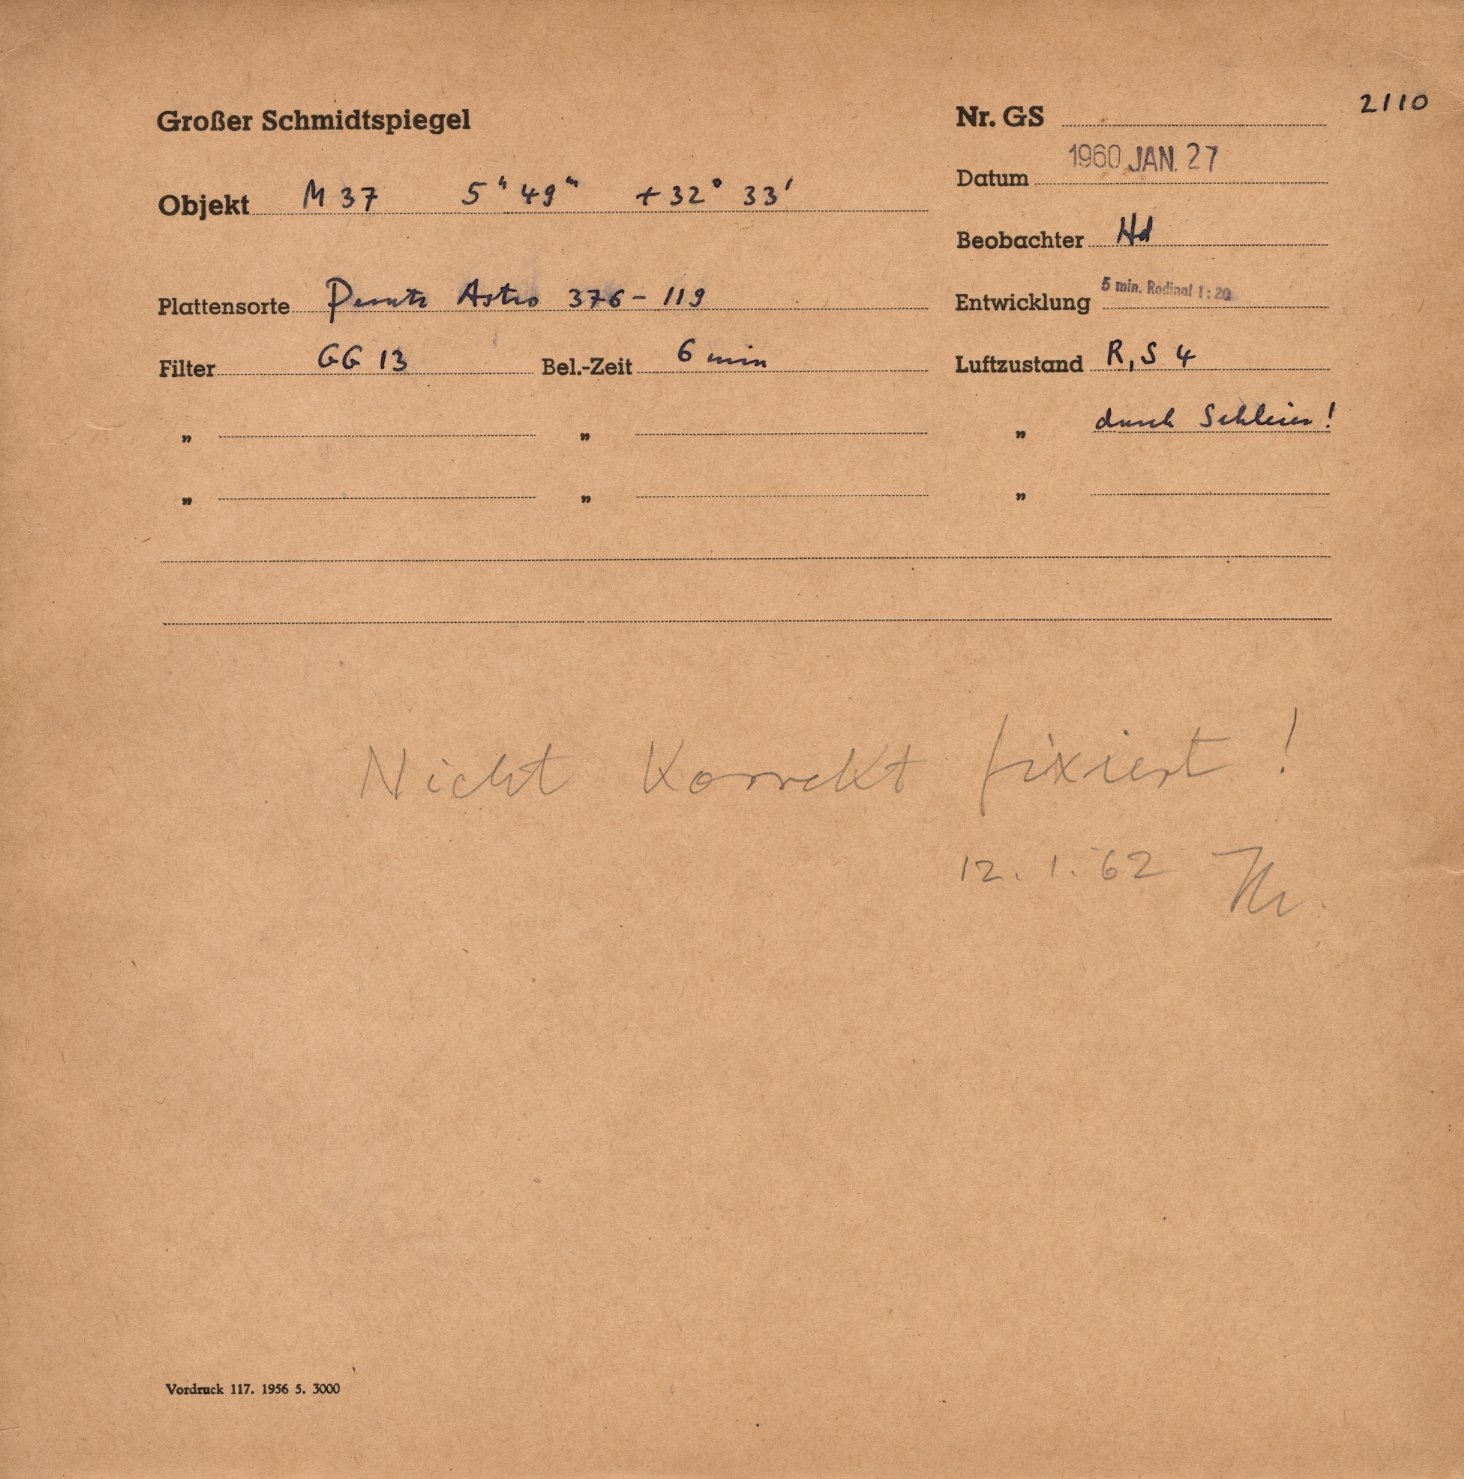 Großer Schmidtspiegel
Nr. GS 2110
Datum 1960 JAN. 27
Objekt M 37 5ʰ 49ᵐ +32° 33'
Beobachter Hd
Plattensorte Perutz Astro 376-119
Entwicklung 5 min. Rodinal 1:20
Filter GG 13 Bel.-Zeit 6 min
Luftzustand R, S 4
" " " durch Schleier!
" " "
Nicht Korrekt fixiert!
12.1.62
Vordruck 117. 1956 5. 3000